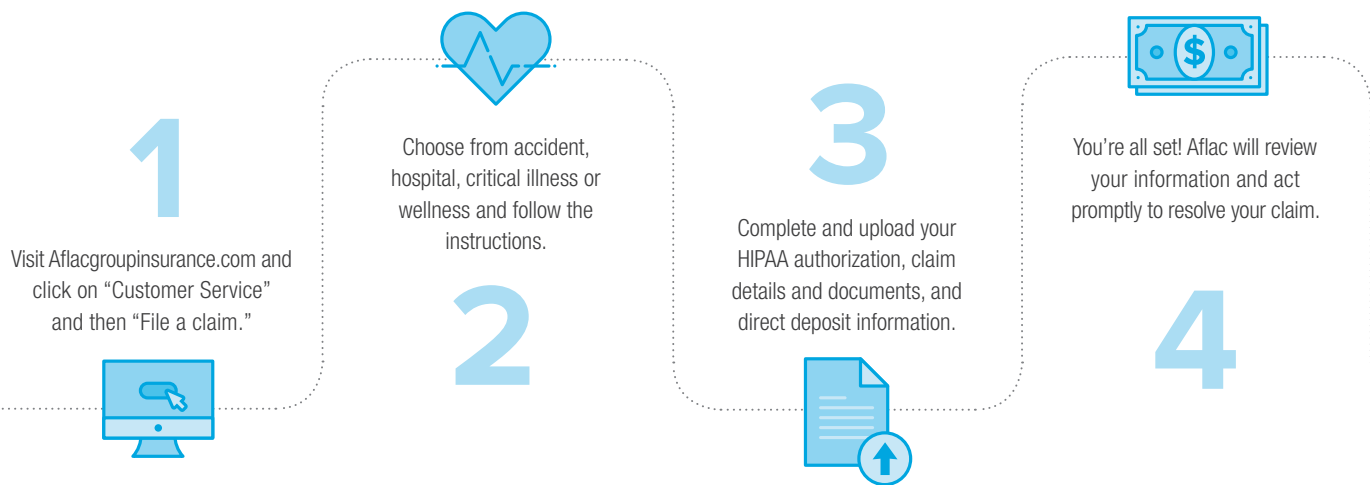 1
Visit Aflacgroupinsurance.com and
click on “Customer Service”
and then “File a claim.”
Choose from accident,
hospital, critical illness or
wellness and follow the
instructions.
2
3
Complete and upload your
HIPAA authorization, claim
details and documents, and
direct deposit information.
$
You’re all set! Aflac will review
your information and act
promptly to resolve your claim.
4